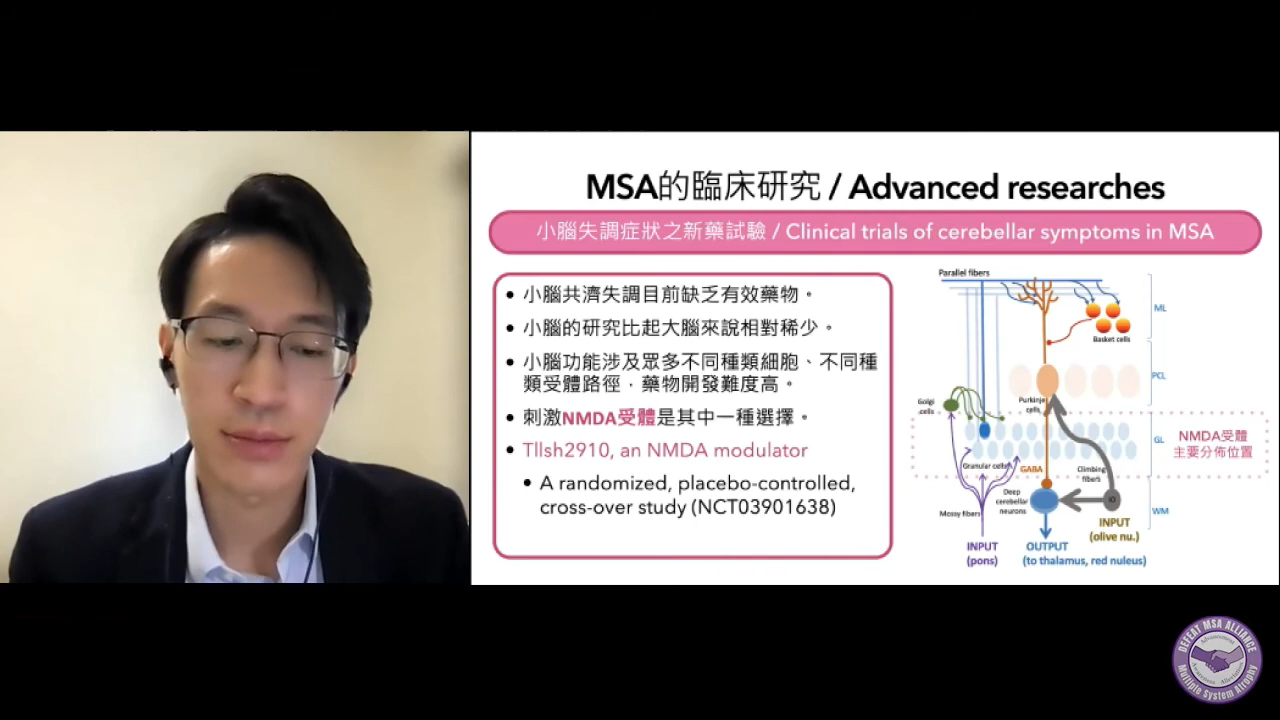 MSA的臨床研究 / Advanced researches
小腦失調症狀之新藥試驗 / Clinical trials of cerebellar symptoms in MSA
• 小腦共濟失調目前缺乏有效藥物。
• 小腦的研究比起大腦來說相對稀少。
• 小腦功能涉及眾多不同種類細胞、不同種
類受體路徑，藥物開發難度高。
• 刺激NMDA受體是其中一種選擇。
• Tllsh2910, an NMDA modulator
• A randomized, placebo-controlled,
cross-over study (NCT03901638)
Parallel fibers
ML
Basket cells
PCL
Purkinje
cells
Golgi
cells
GL
NMDA受體
主要分佈位置
Granular cells
GABA
Climbing
fibers
Deep
cerebellar
neurons
Mossy fibers
WM
INPUT
(olive nu.)
INPUT
(pons)
OUTPUT
(to thalamus, red nuleus)
DEFEAT MSA ALLIANCE
Multiple System Atrophy